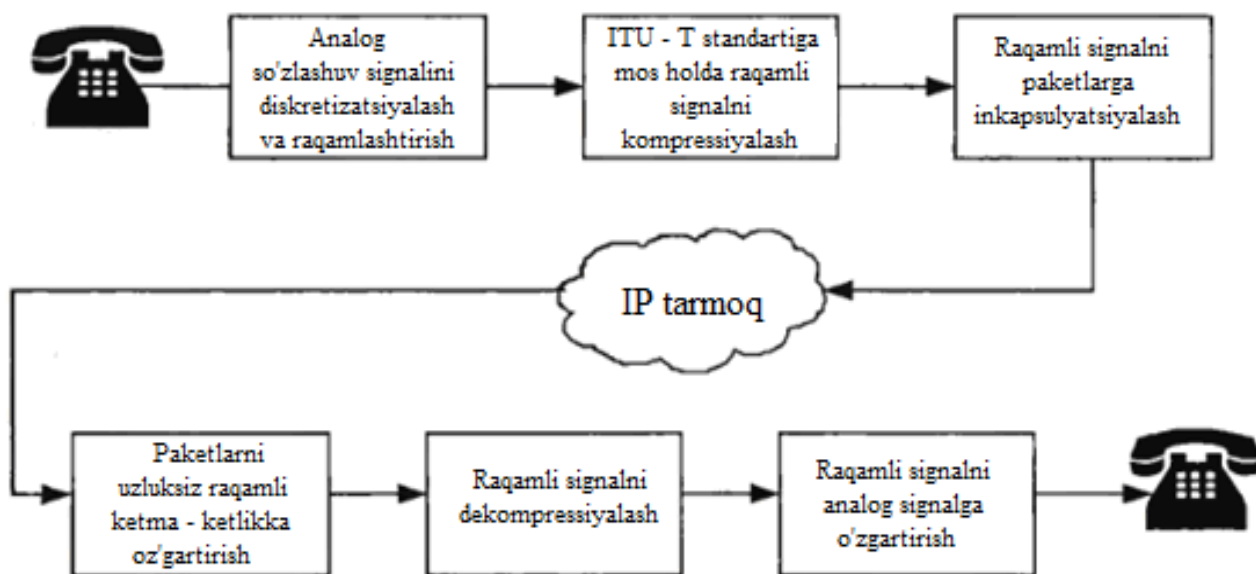 Analog
so'zlashuv signalini
diskretizatsiyalash
va raqamlashtirish
ITU - T standartiga
mos holda raqamli
signalni
kompressiyalash
Raqamli signalni
paketlarga
inkapsulyatsiyalash
IP tarmoq
Paketlarni
uzluksiz raqamli
ketma - ketlikka
oz'gartirish
Raqamli signalni
dekompressiyalash
Raqamli signalni
analog signalga
o'zgartirish